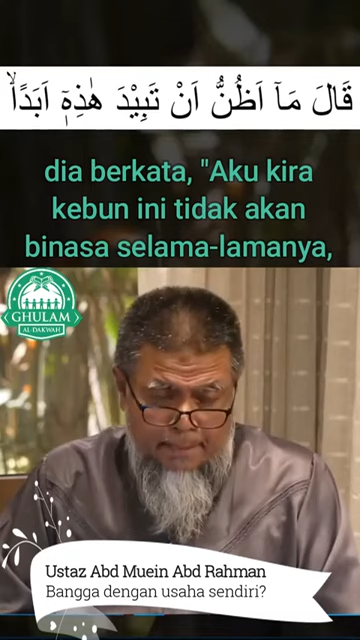 قَالَ مَآ اَظُنُّ اَنْ تَبِيْدَ هٰذِهٖٓ اَبَدًاۙ
dia berkata, "Aku kira
kebun ini tidak akan
binasa selama-lamanya,
GHULAM
AL-DAKWAH
Ustaz Abd Muein Abd Rahman
Bangga dengan usaha sendiri?